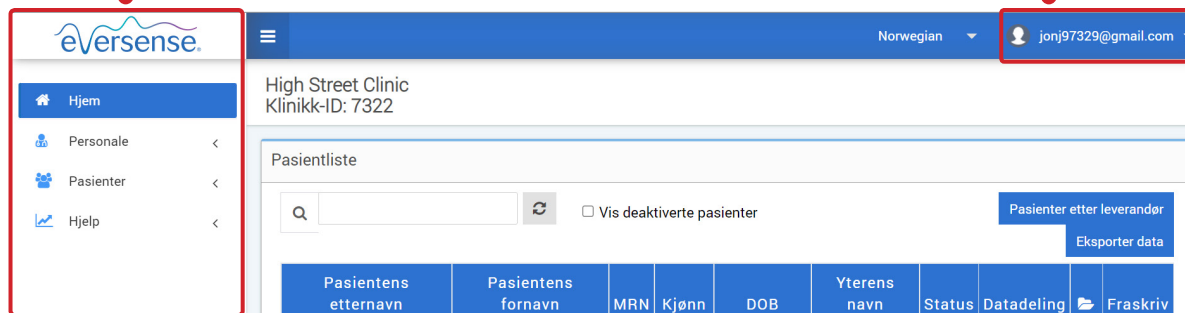 eversense®
Norwegian
jonj97329@gmail.com
High Street Clinic
Klinikk-ID: 7322
Hjem
Personale
Pasienter
Hjelp
Pasientliste
Vis deaktiverte pasienter
Pasienter etter leverandør
Eksporter data
Pasientens etternavn
Pasientens fornavn
MRN
Kjønn
DOB
Yterens navn
Status
Datadeling
Fraskriv